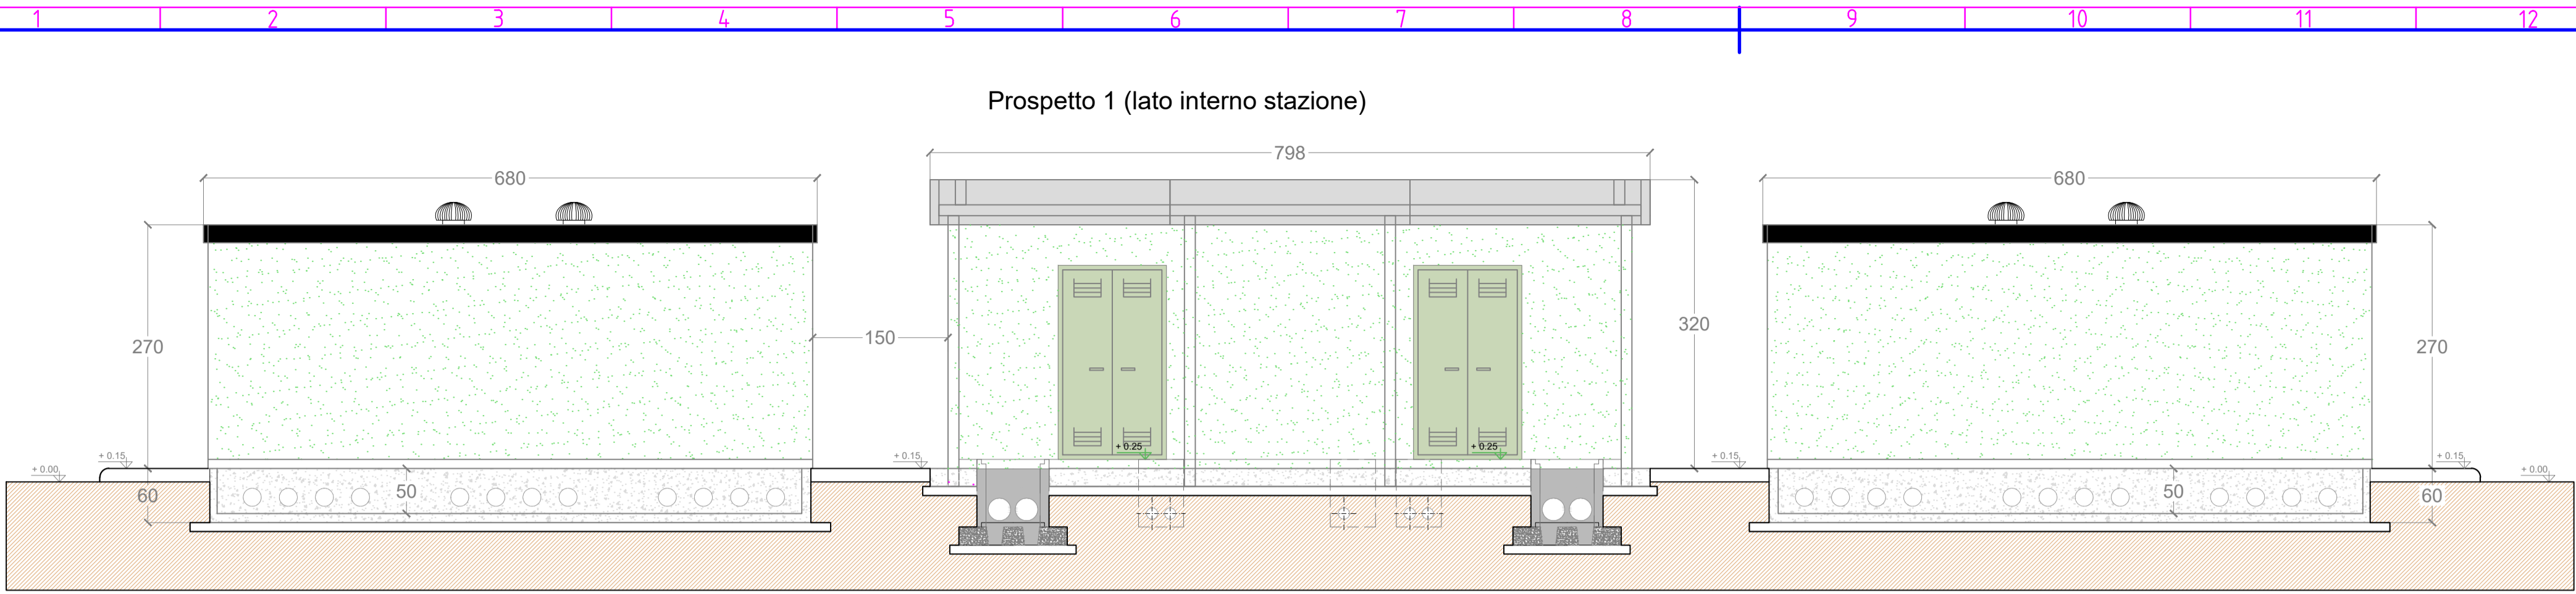 1 2 3 4 5 6 7 8 9 10 11 12
Prospetto 1 (lato interno stazione)
798
680 680
150
320
270 270
+ 0.25 + 0.25
+ 0.00 + 0.15 + 0.15 + 0.15 + 0.15 + 0.00
60 50 50 60